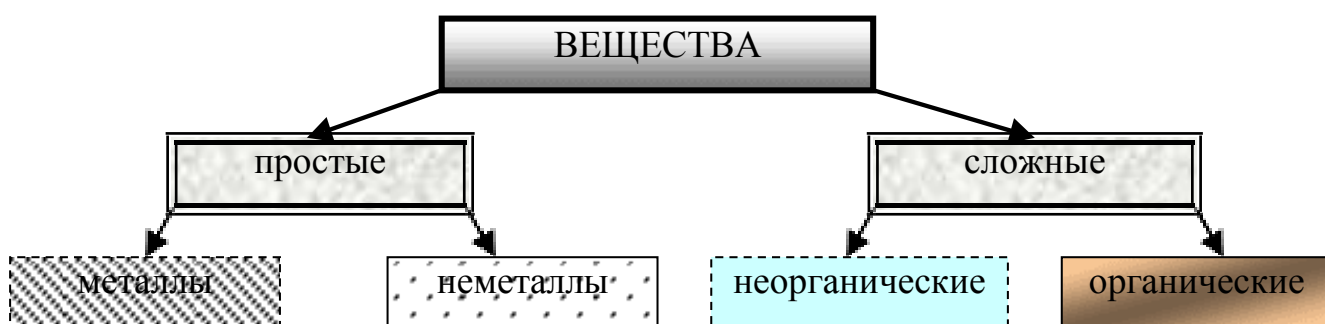 ВЕЩЕСТВА
простые
сложные
металлы
неметаллы
неорганические
органические